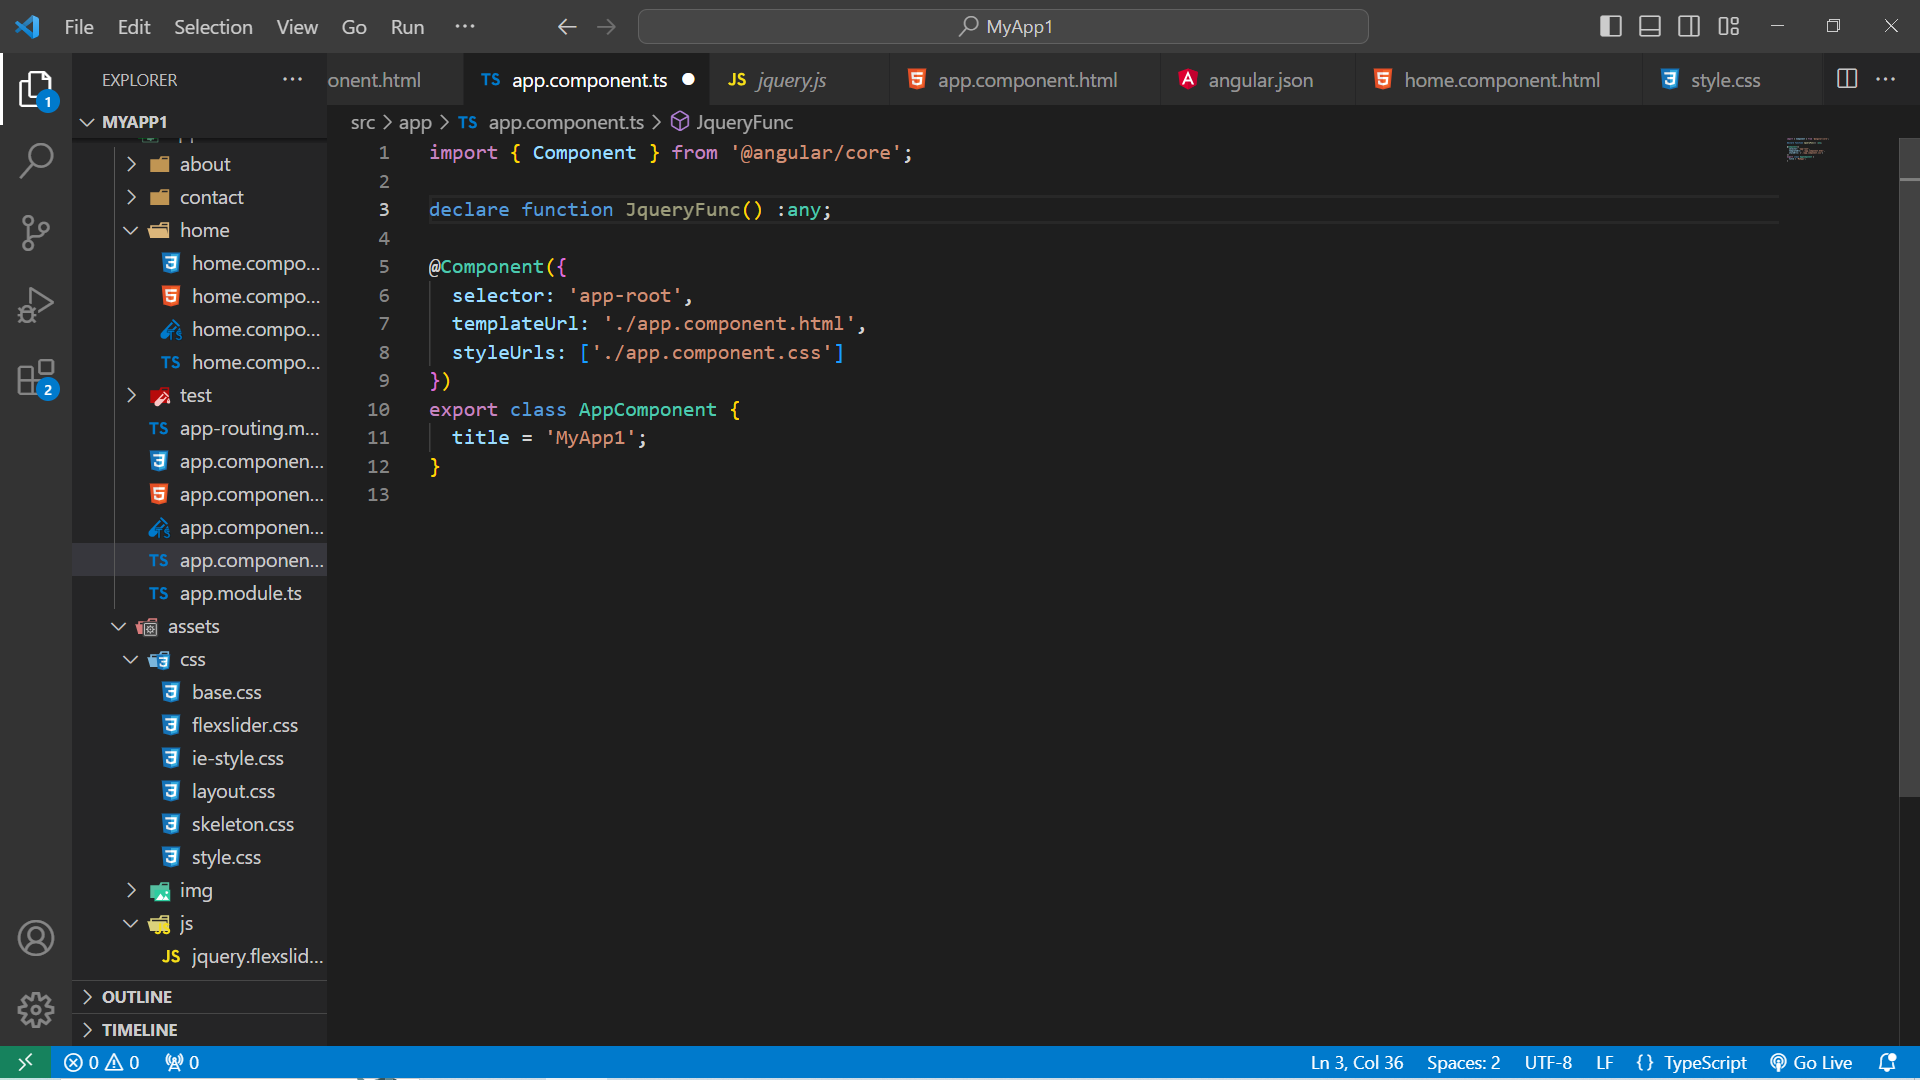 File Edit Selection View Go Run ··· MyApp1
EXPLORER ···
onent.html TS app.component.ts JS jquery.js app.component.html angular.json home.component.html style.css ···
MYAPP1
about
contact
home
home.compo...
home.compo...
home.compo...
TS home.compo...
test
TS app-routing.m...
app.componen...
app.componen...
app.componen...
TS app.componen...
TS app.module.ts
assets
css
base.css
flexslider.css
ie-style.css
layout.css
skeleton.css
style.css
img
js
JS jquery.flexslid...
OUTLINE
TIMELINE
1
2
src > app > TS app.component.ts > JqueryFunc
1 import { Component } from '@angular/core';
2
3 declare function JqueryFunc() :any;
4
5 @Component({
6 selector: 'app-root',
7 templateUrl: './app.component.html',
8 styleUrls: ['./app.component.css']
9 })
10 export class AppComponent {
11 title = 'MyApp1';
12 }
13
0 0 0 Ln 3, Col 36 Spaces: 2 UTF-8 LF {} TypeScript Go Live